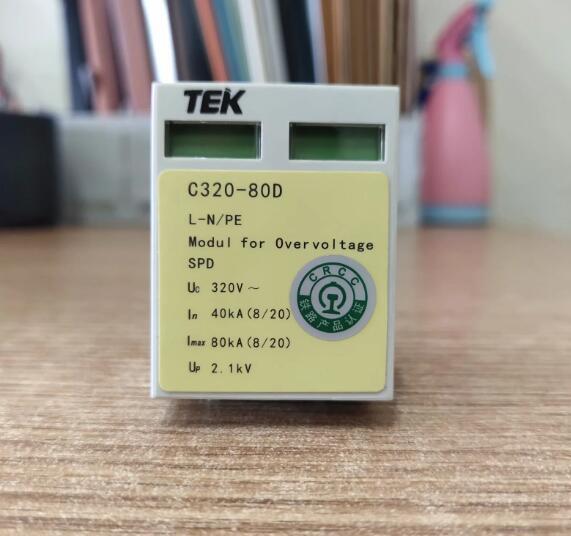 TEK
C320-80D
L-N/PE
Modul for Overvoltage
SPD
Uc 320V～
In 40kA(8/20)
Imax 80kA(8/20)
Up 2.1kV
CRCC
铁路产品认证